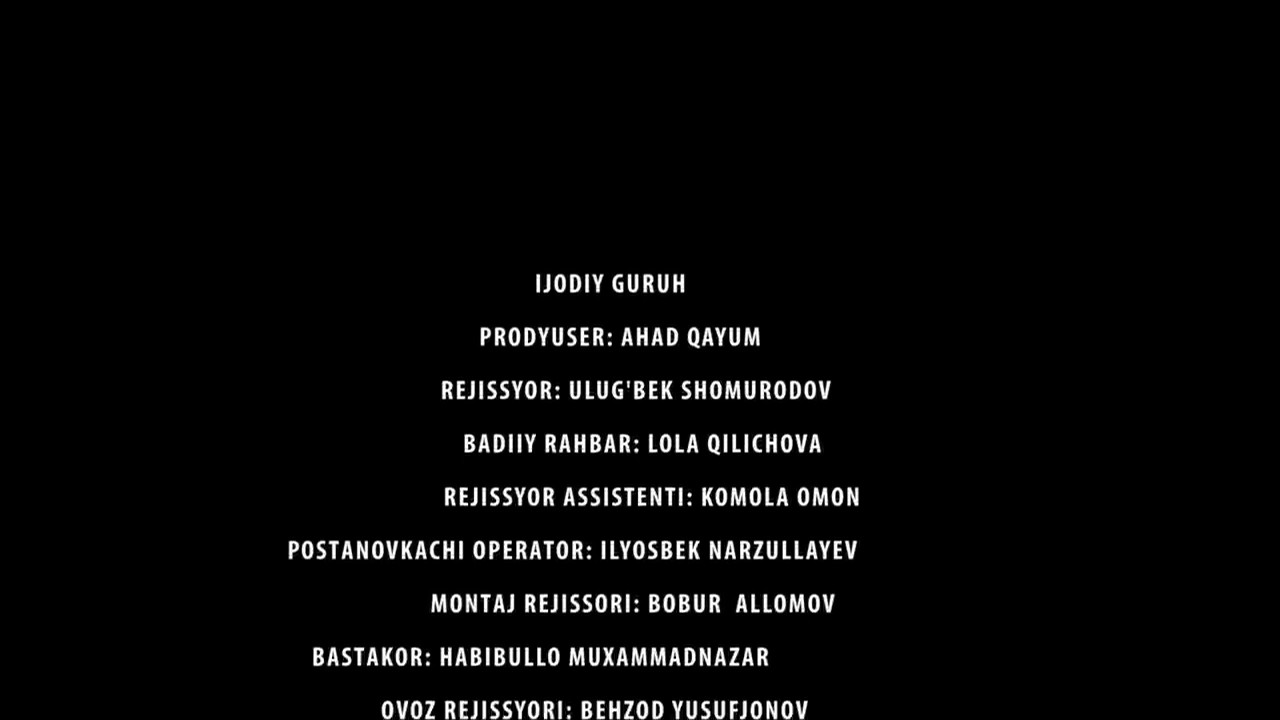 IJODIY GURUH
PRODYUSER: AHAD QAYUM
REJISSYOR: ULUG'BEK SHOMURODOV
BADIIY RAHBAR: LOLA QILICHOVA
REJISSYOR ASSISTENTI: KOMOLA OMON
POSTANOVKACHI OPERATOR: ILYOSBEK NARZULLAYEV
MONTAJ REJISSORI: BOBUR  ALLOMOV
BASTAKOR: HABIBULLO MUXAMMADNAZAR
OVOZ REJISSYORI: BEHZOD YUSUFJONOV